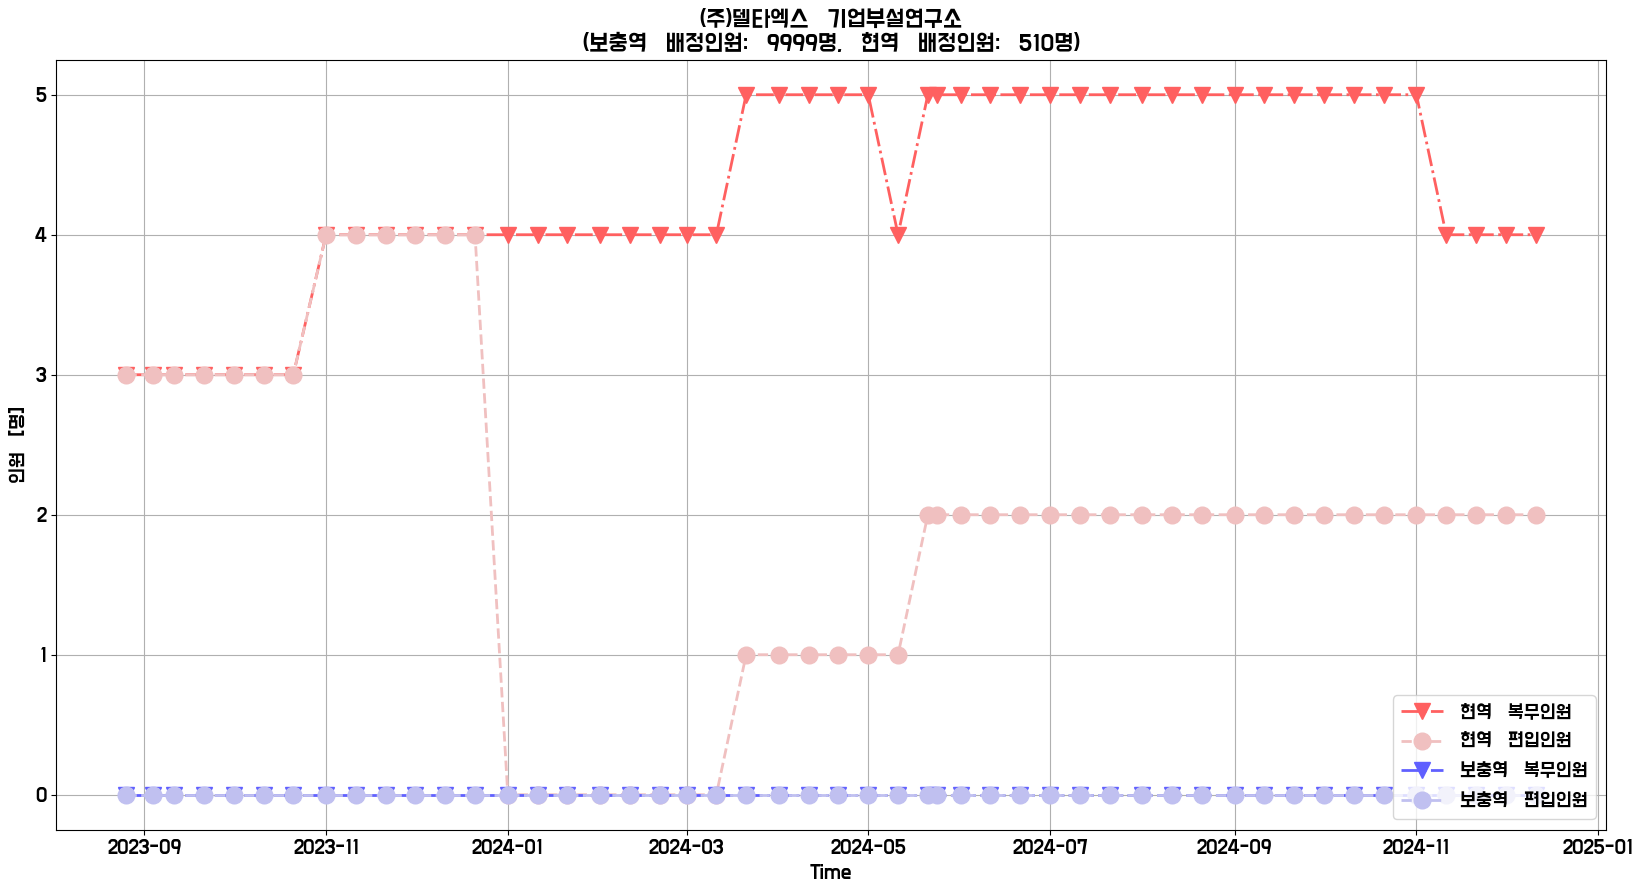 (주)델타엑스 기업부설연구소
(보충역 배정인원: 9999명, 현역 배정인원: 510명)
인원 [명]
5
4
3
2
1
0
현역 복무인원
현역 편입인원
보충역 복무인원
보충역 편입인원
2023-09 2023-11 2024-01 2024-03 2024-05 2024-07 2024-09 2024-11 2025-01
Time